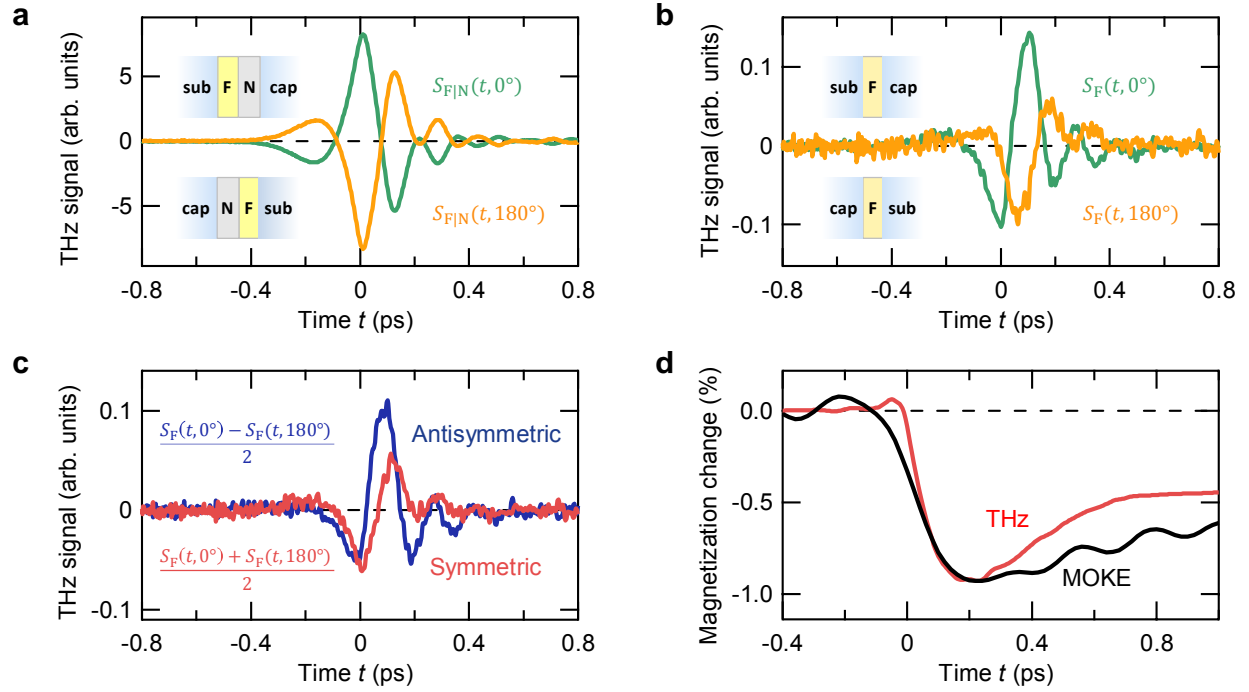 a
THz signal (arb. units)
5
0
-5
sub F N cap
cap N F sub
S_F|N(t, 0°)
S_F|N(t, 180°)
-0.8 -0.4 0 0.4 0.8
Time t (ps)
b
THz signal (arb. units)
0.1
0
-0.1
sub F cap
cap F sub
S_F(t, 0°)
S_F(t, 180°)
-0.8 -0.4 0 0.4 0.8
Time t (ps)
c
THz signal (arb. units)
0.1
0
-0.1
S_F(t, 0°) − S_F(t, 180°)
2
Antisymmetric
S_F(t, 0°) + S_F(t, 180°)
2
Symmetric
-0.8 -0.4 0 0.4 0.8
Time t (ps)
d
Magnetization change (%)
0.0
-0.5
-1.0
THz
MOKE
-0.4 0 0.4 0.8
Time t (ps)